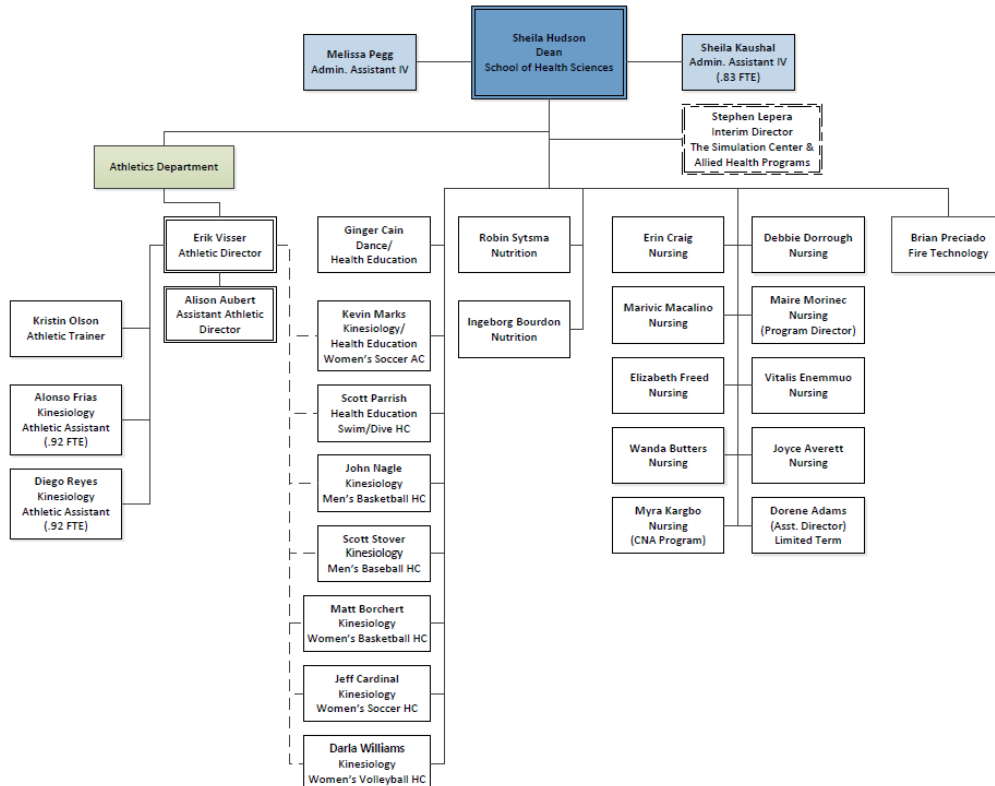 Melissa Pegg
Admin. Assistant IV
Sheila Hudson
Dean
School of Health Sciences
Sheila Kaushal
Admin. Assistant IV
(.83 FTE)
Stephen Lepera
Interim Director
The Simulation Center &
Allied Health Programs
Athletics Department
Erik Visser
Athletic Director
Alison Aubert
Assistant Athletic
Director
Kristin Olson
Athletic Trainer
Alonso Frias
Kinesiology
Athletic Assistant
(.92 FTE)
Diego Reyes
Kinesiology
Athletic Assistant
(.92 FTE)
Ginger Cain
Dance/
Health Education
Kevin Marks
Kinesiology/
Health Education
Women's Soccer AC
Scott Parrish
Health Education
Swim/Dive HC
John Nagle
Kinesiology
Men's Basketball HC
Scott Stover
Kinesiology
Men's Baseball HC
Matt Borchert
Kinesiology
Women's Basketball HC
Jeff Cardinal
Kinesiology
Women's Soccer HC
Darla Williams
Kinesiology
Women's Volleyball HC
Robin Sytsma
Nutrition
Ingeborg Bourdon
Nutrition
Erin Craig
Nursing
Marivic Macalino
Nursing
Elizabeth Freed
Nursing
Wanda Butters
Nursing
Myra Kargbo
Nursing
(CNA Program)
Debbie Dorrough
Nursing
Maire Morinec
Nursing
(Program Director)
Vitalis Enemmuo
Nursing
Joyce Averett
Nursing
Dorene Adams
(Asst. Director)
Limited Term
Brian Preciado
Fire Technology